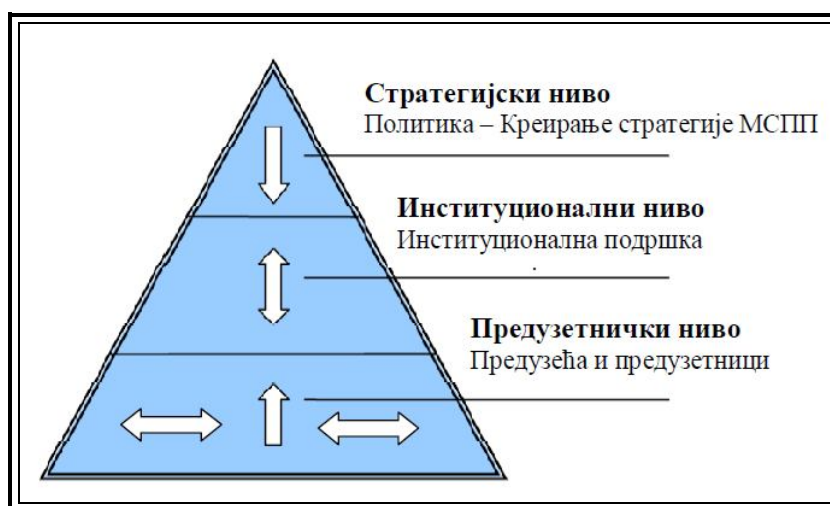 Стратегијски ниво
Политика – Креирање стратегије МСПП
Институционални ниво
Институционална подршка
Предузетнички ниво
Предузећа и предузетници